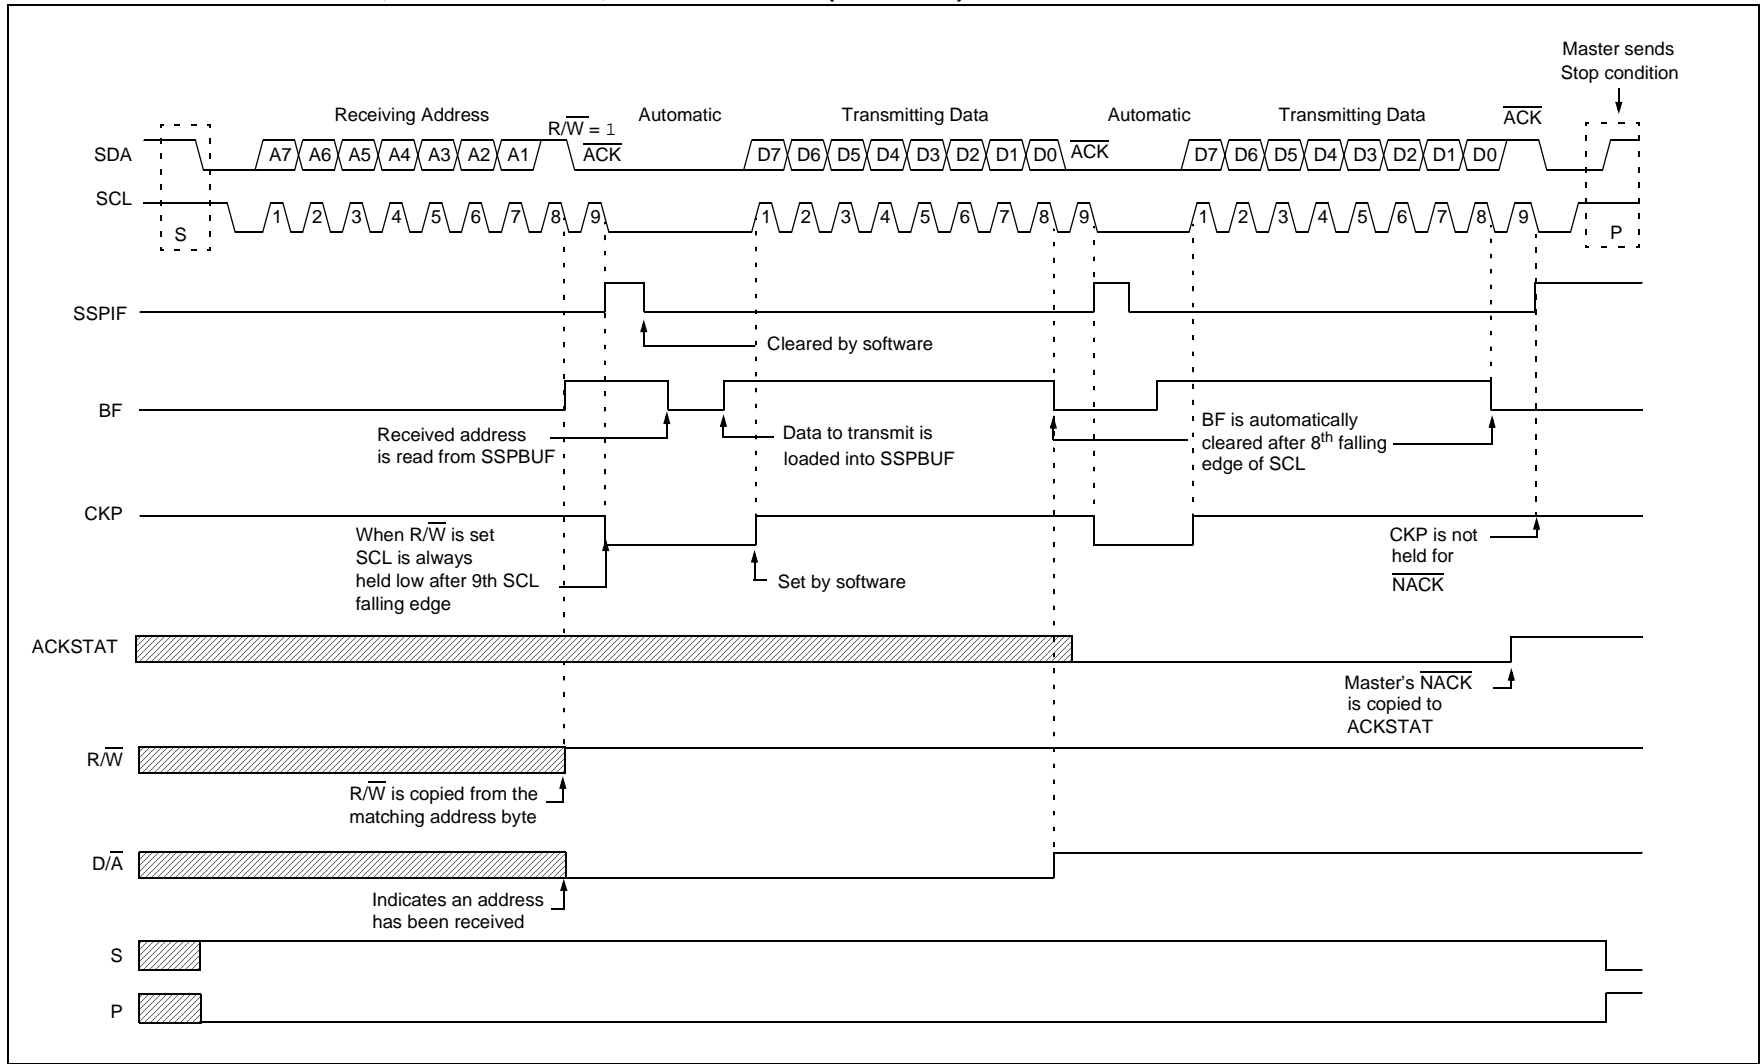 Master sends
Stop condition
Receiving Address
R/W = 1
Automatic
Transmitting Data
Automatic
Transmitting Data
ACK
SDA
A7 A6 A5 A4 A3 A2 A1
ACK
D7 D6 D5 D4 D3 D2 D1 D0
ACK
D7 D6 D5 D4 D3 D2 D1 D0
SCL
1 2 3 4 5 6 7 8 9
1 2 3 4 5 6 7 8 9
1 2 3 4 5 6 7 8 9
S
P
SSPIF
Cleared by software
BF
Received address
is read from SSPBUF
Data to transmit is
loaded into SSPBUF
BF is automatically
cleared after 8th falling
edge of SCL
CKP
When R/W is set
SCL is always
held low after 9th SCL
falling edge
Set by software
CKP is not
held for
NACK
ACKSTAT
Master's NACK
is copied to
ACKSTAT
R/W
R/W is copied from the
matching address byte
D/A
Indicates an address
has been received
S
P